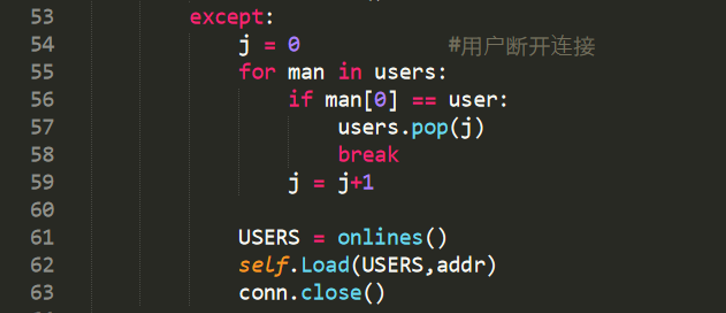 53 except:
54 j = 0 #用户断开连接
55 for man in users:
56 if man[0] == user:
57 users.pop(j)
58 break
59 j = j+1
60
61 USERS = onlines()
62 self.Load(USERS,addr)
63 conn.close()